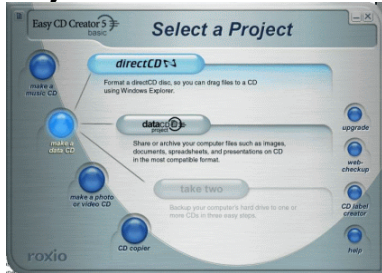 Easy CD Creator 5
basic
Select a Project
directCD
Format a directCD disc, so you can drag files to a CD
using Windows Explorer.
make a
music CD
datacd
project
make a
data CD
Share or archive your computer files such as images,
documents, spreadsheets, and presentations on CD
in the most compatible format.
upgrade
web-
checkup
take two
Backup your computer's hard drive to one or
more CDs in three easy steps.
make a photo
or video CD
CD label
creator
CD copier
help
roxio